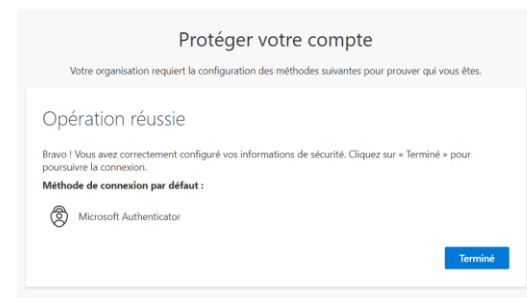 Protéger votre compte
Votre organisation requiert la configuration des méthodes suivantes pour prouver qui vous êtes.
Opération réussie
Bravo ! Vous avez correctement configuré vos informations de sécurité. Cliquez sur « Terminé » pour
poursuivre la connexion.
Méthode de connexion par défaut :
Microsoft Authenticator
Terminé